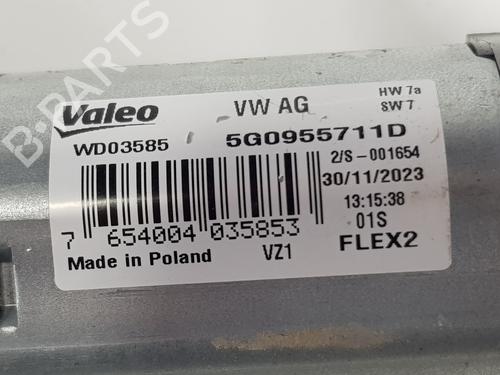 Valeo
VW AG
HW 7a
SW 7
WD03585
5G0955711D
2/S-001654
30/11/2023
13:15:38
01S
7 654004 035853
VZ1
FLEX2
Made in Poland
B-PARTS